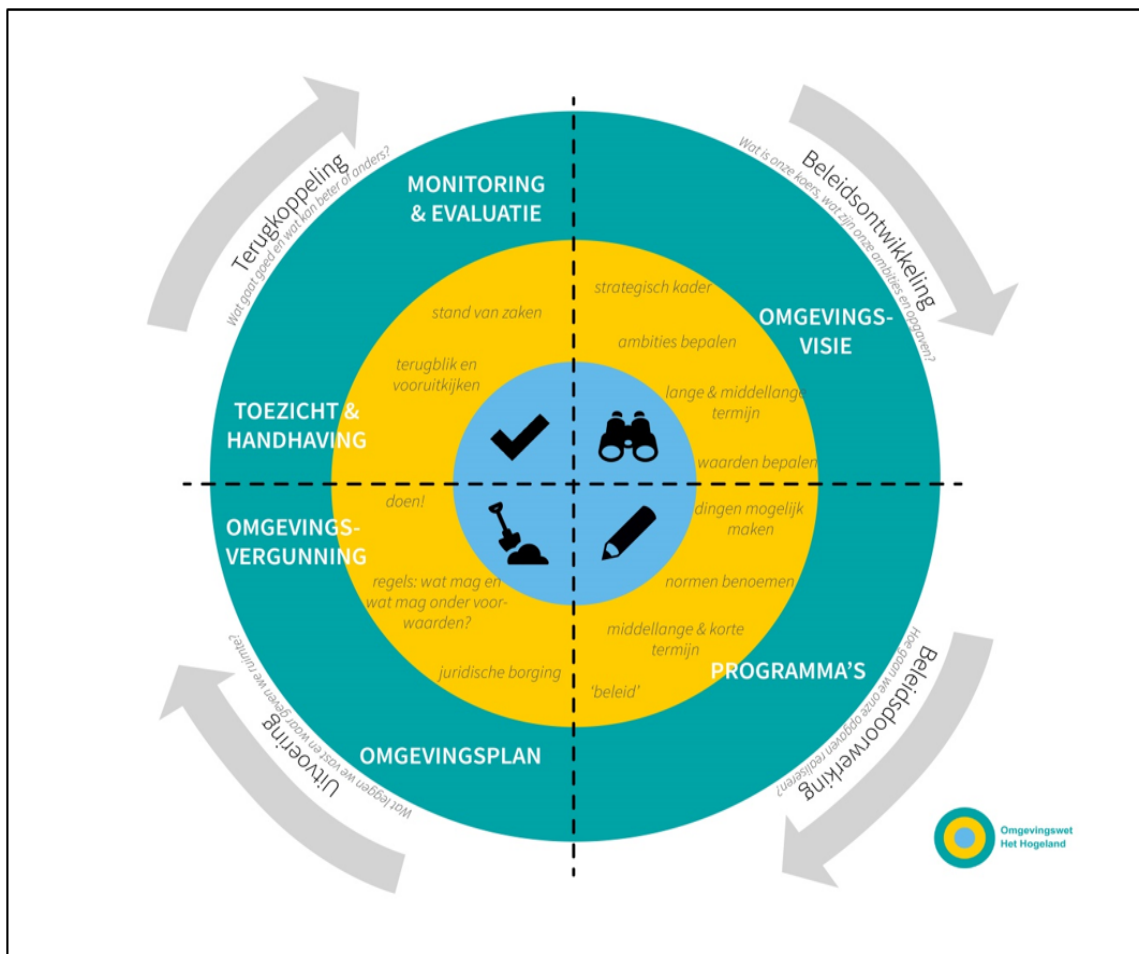 Terugkoppeling
Wat gaat goed en wat kan beter of anders?
Beleidsontwikkeling
Wat is onze koers, wat zijn onze ambities en opgaven?
MONITORING
& EVALUATIE
strategisch kader
stand van zaken
OMGEVINGS-
VISIE
ambities bepalen
terugblik en
vooruitkijken
lange & middellange
termijn
TOEZICHT &
HANDHAVING
waarden bepalen
doen!
dingen mogelijk
maken
OMGEVINGS-
VERGUNNING
regels: wat mag en
wat mag onder voor-
waarden?
normen benoemen
middellange & korte
termijn
juridische borging
'beleid'
PROGRAMMA'S
OMGEVINGSPLAN
Uitvoering
Wat leggen we vast en waar geven we ruimte?
Beleidsdoorwerking
Hoe gaan we onze opgaven realiseren?
Omgevingswet
Het Hogeland